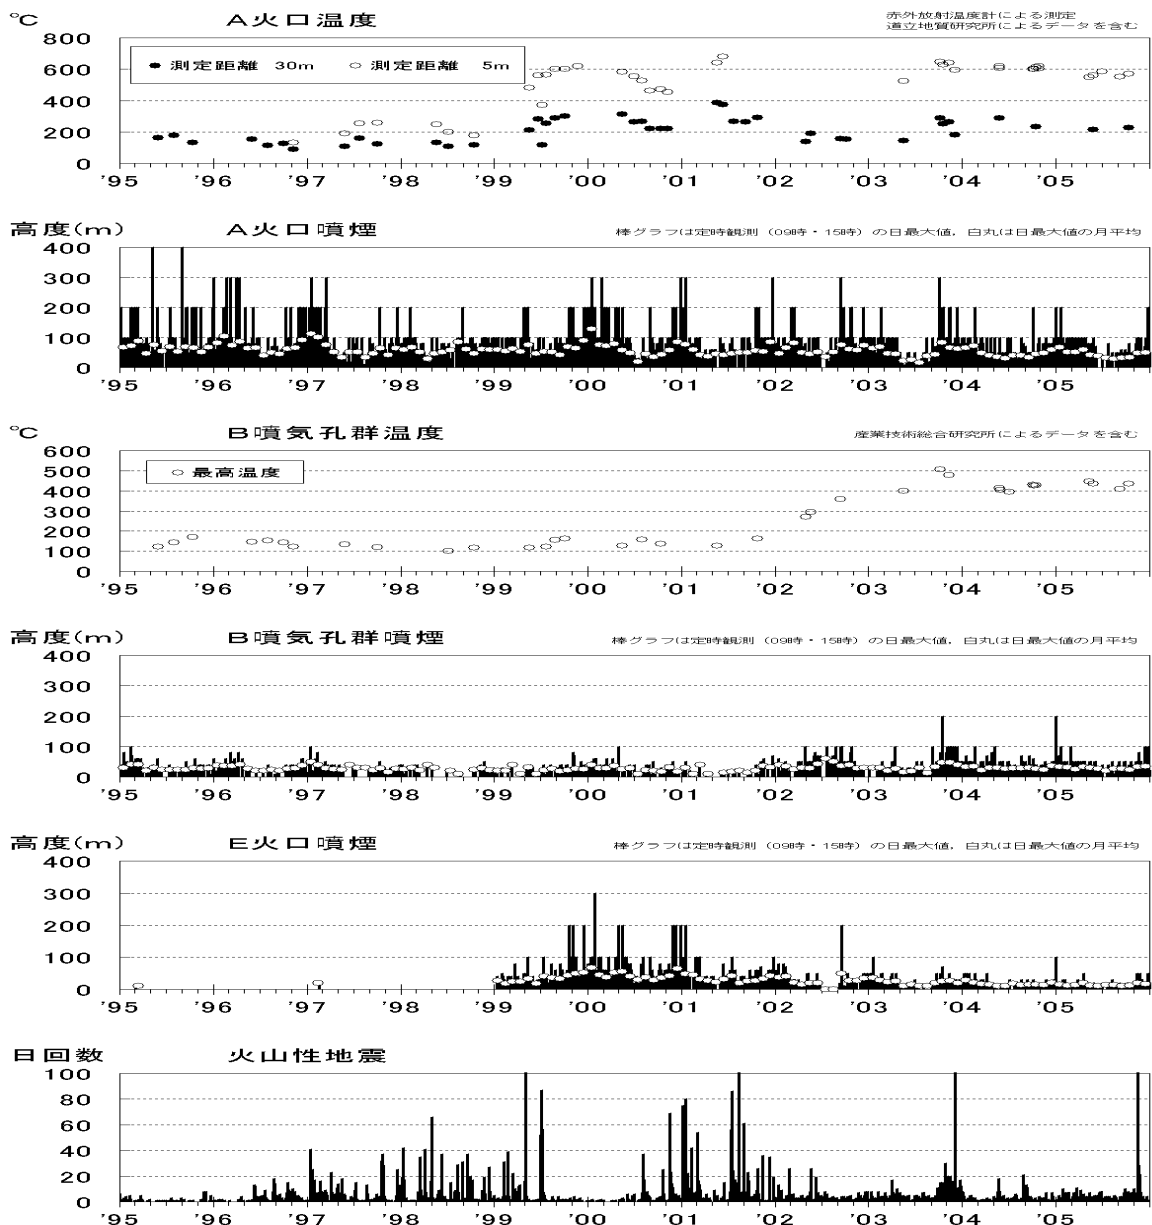 ℃ A火口温度 赤外放射温度計による測定
道立地質研究所によるデータを含む
800
● 測定距離 30m ○ 測定距離 5m
600
400
200
0
'95 '96 '97 '98 '99 '00 '01 '02 '03 '04 '05
高度(m) A火口噴煙 棒グラフは定時観測（09時・15時）の日最大値，白丸は日最大値の月平均
400
300
200
100
0
'95 '96 '97 '98 '99 '00 '01 '02 '03 '04 '05
℃ B噴気孔群温度 産業技術総合研究所によるデータを含む
600
500
○ 最高温度
400
300
200
100
0
'95 '96 '97 '98 '99 '00 '01 '02 '03 '04 '05
高度(m) B噴気孔群噴煙 棒グラフは定時観測（09時・15時）の日最大値，白丸は日最大値の月平均
400
300
200
100
0
'95 '96 '97 '98 '99 '00 '01 '02 '03 '04 '05
高度(m) E火口噴煙 棒グラフは定時観測（09時・15時）の日最大値，白丸は日最大値の月平均
400
300
200
100
0
'95 '96 '97 '98 '99 '00 '01 '02 '03 '04 '05
日回数 火山性地震
100
80
60
40
20
0
'95 '96 '97 '98 '99 '00 '01 '02 '03 '04 '05